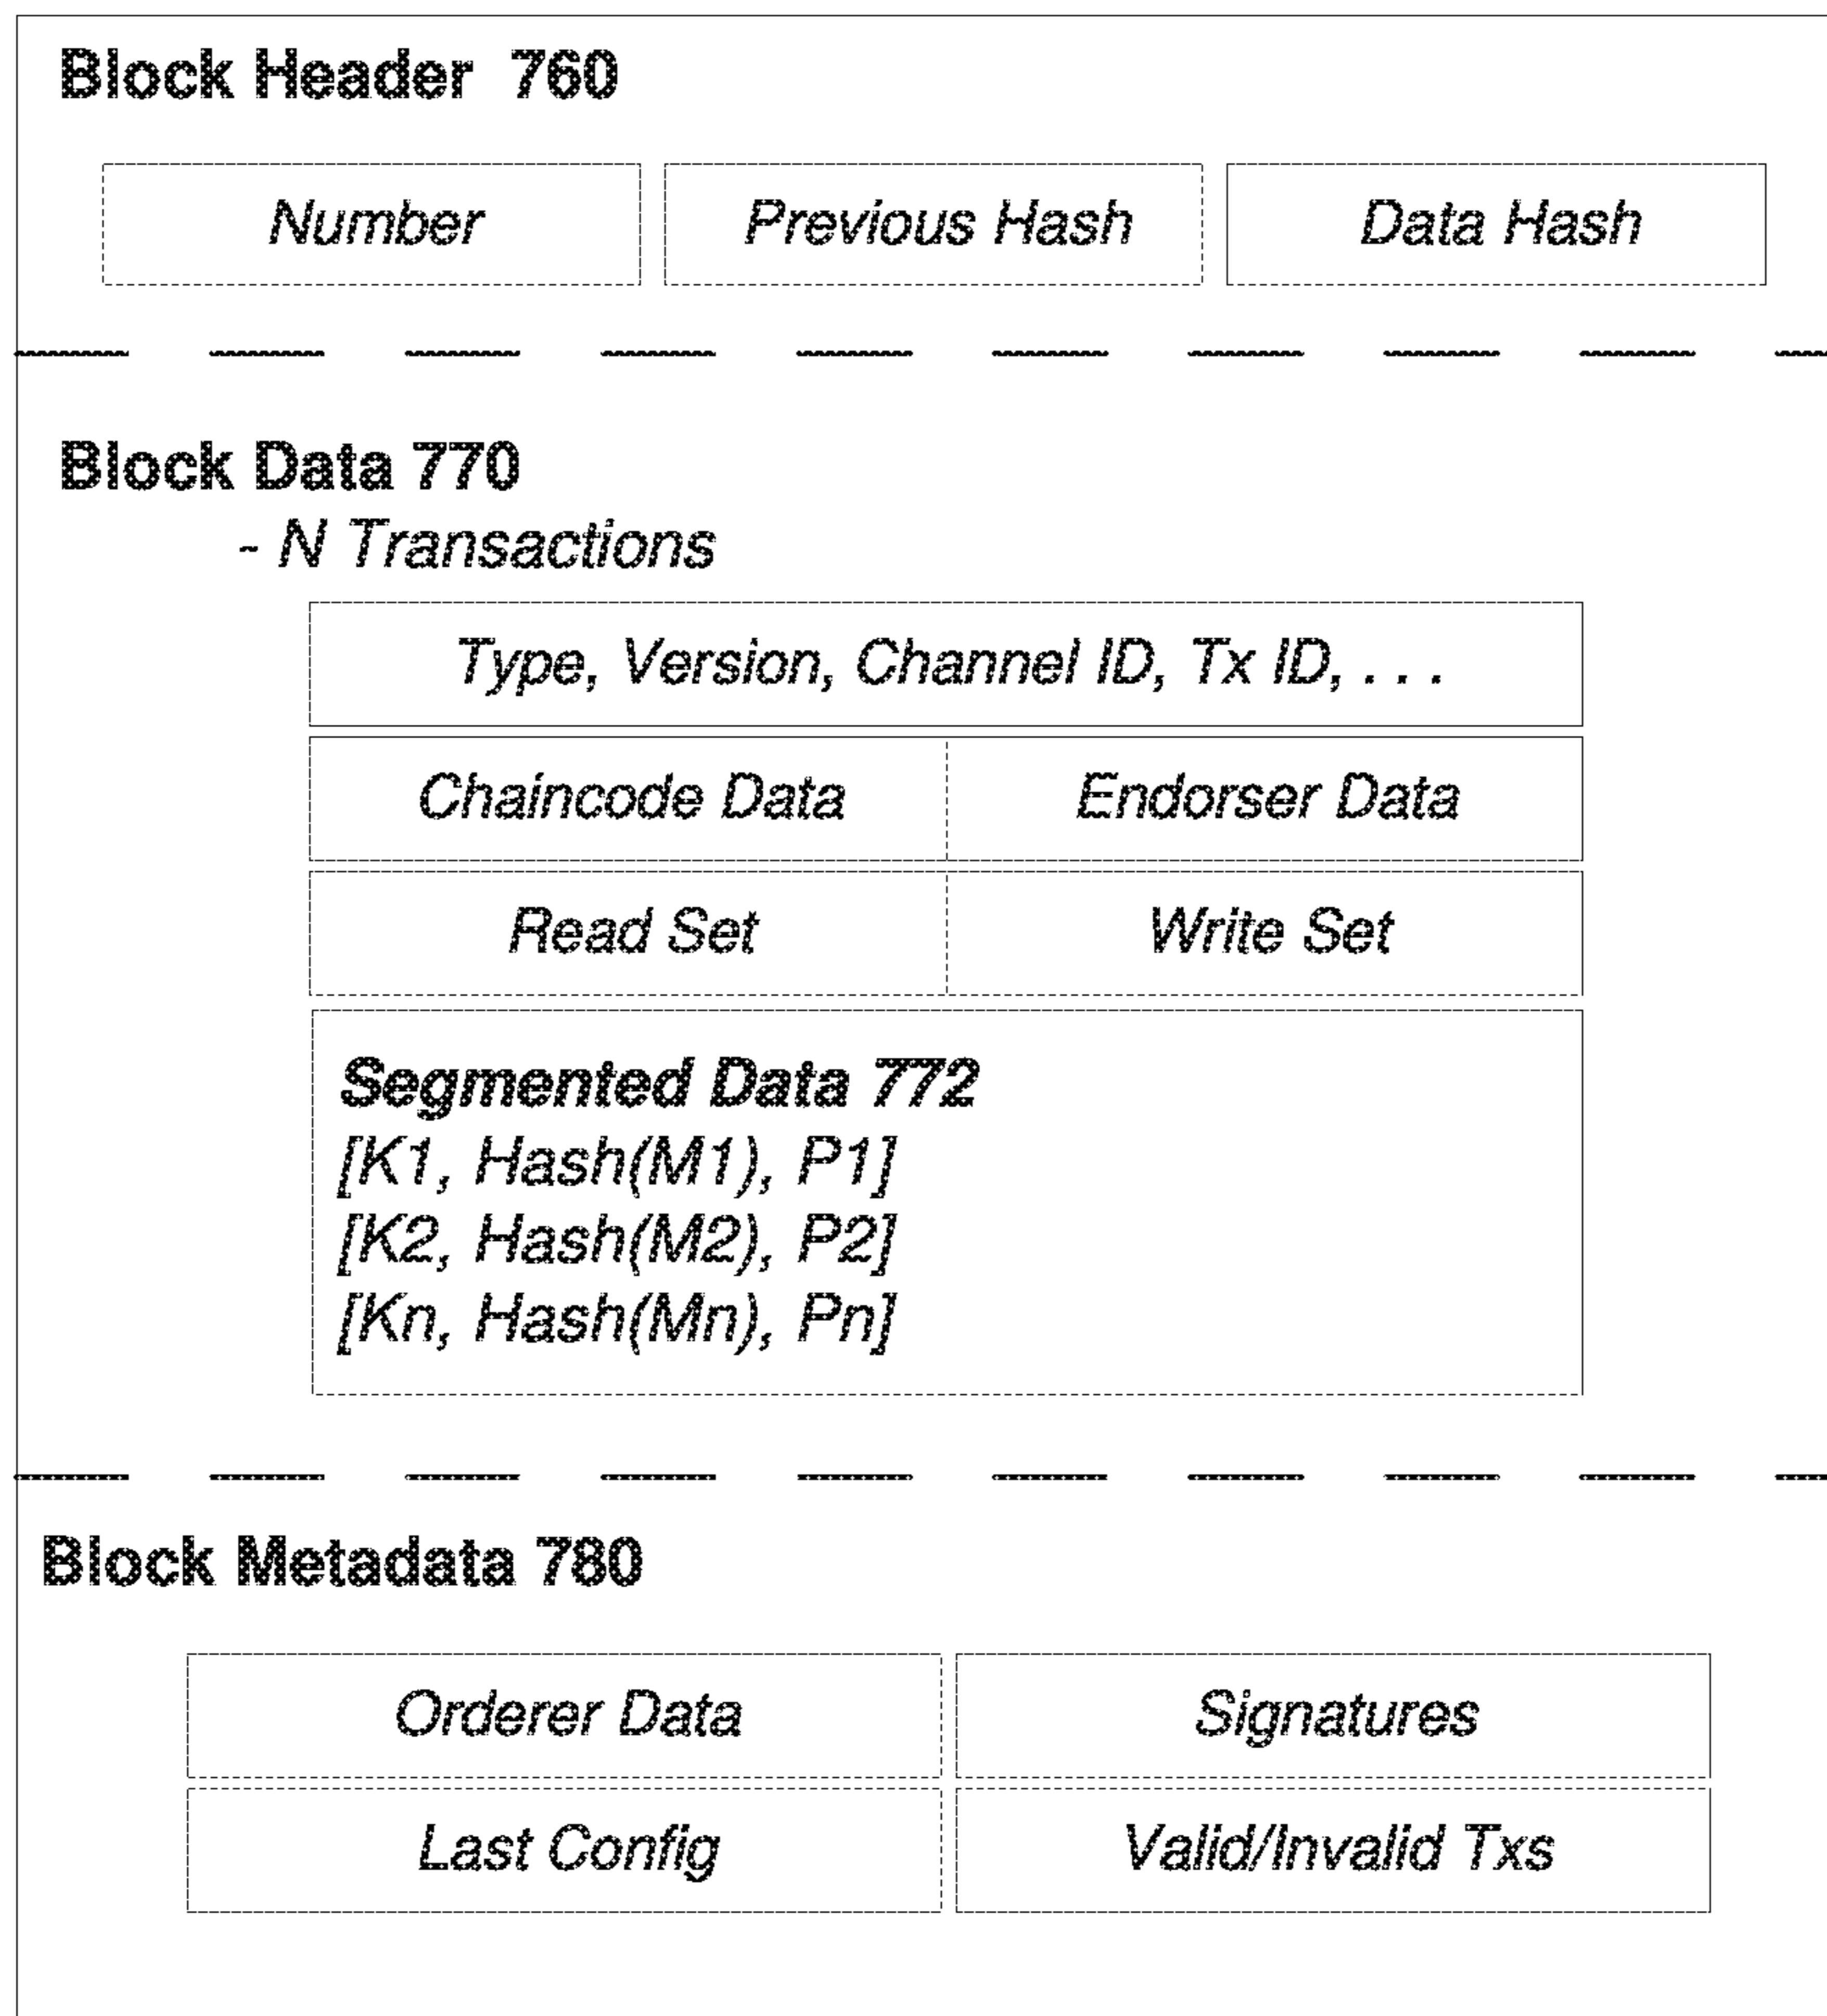 Block Header 760
Number
Previous Hash
Data Hash
Block Data 770
- N Transactions
Type, Version, Channel ID, Tx ID, . . .
Chaincode Data
Endorser Data
Read Set
Write Set
Segmented Data 772
[K1, Hash(M1), P1]
[K2, Hash(M2), P2]
[Kn, Hash(Mn), Pn]
Block Metadata 780
Orderer Data
Signatures
Last Config
Valid/Invalid Txs